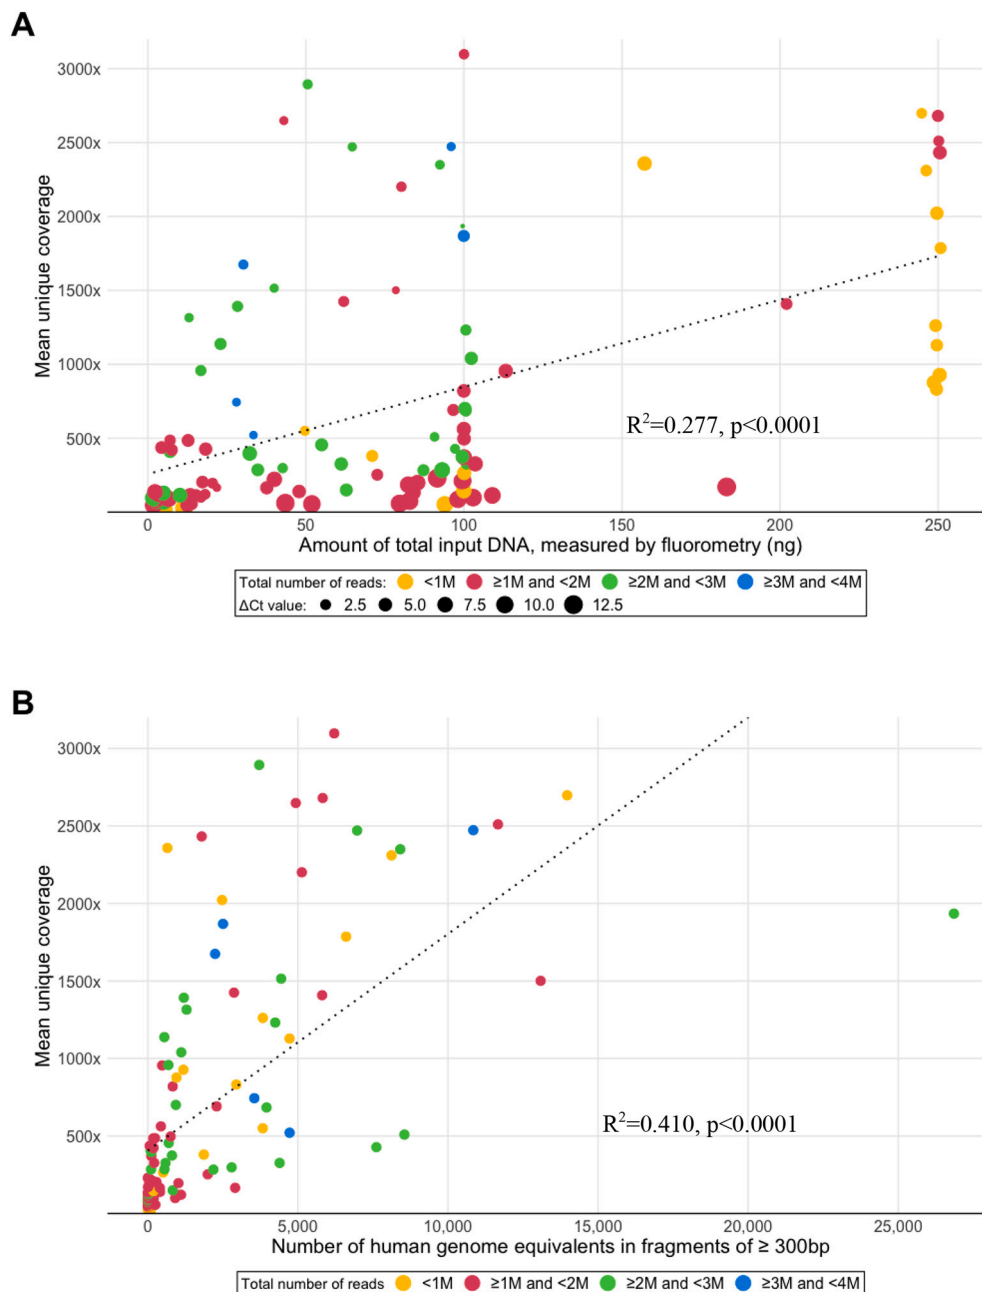 A
3000x
2500x
2000x
1500x
1000x
500x
Mean unique coverage
R²=0.277, p<0.0001
0 50 100 150 200 250
Amount of total input DNA, measured by fluorometry (ng)
Total number of reads: <1M ≥1M and <2M ≥2M and <3M ≥3M and <4M
ΔCt value: 2.5 5.0 7.5 10.0 12.5
B
3000x
2500x
2000x
1500x
1000x
500x
Mean unique coverage
R²=0.410, p<0.0001
0 5,000 10,000 15,000 20,000 25,000
Number of human genome equivalents in fragments of ≥ 300bp
Total number of reads <1M ≥1M and <2M ≥2M and <3M ≥3M and <4M